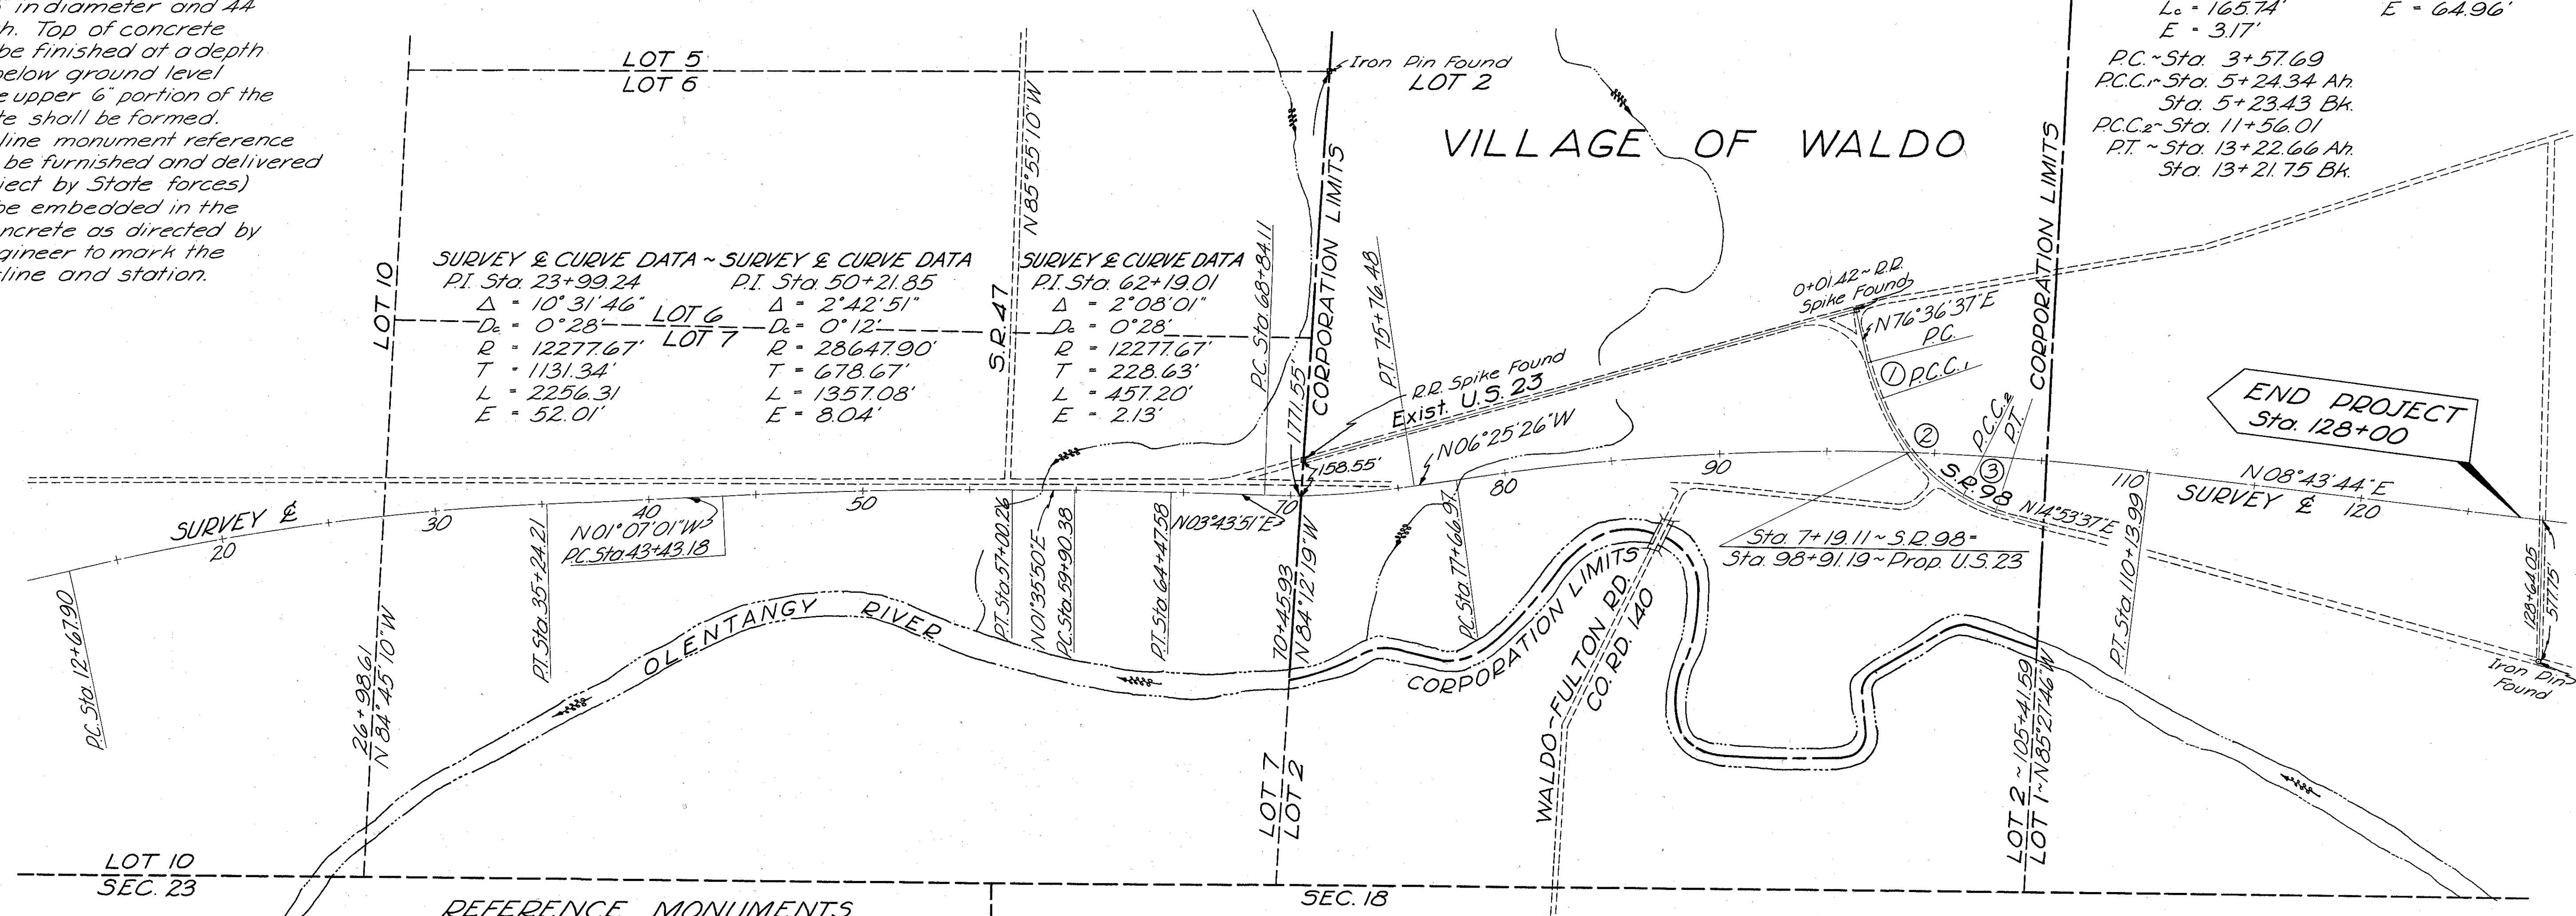 in diameter and 44
h. Top of concrete
be finished at a depth
below ground level
e upper 6" portion of the
te shall be formed.
line monument reference
be furnished and delivered
ject by State forces)
be embedded in the
ncrete as directed by
gineer to mark the
line and station.
Lc = 165.74'
E = 64.96'
E = 3.17'
P.C. ~ Sta. 3+57.69
P.C.C.1 ~ Sta. 5+24.34 Ah.
Sta. 5+23.43 Bk.
P.C.C.2 ~ Sta. 11+56.01
P.T. ~ Sta. 13+22.66 Ah.
Sta. 13+21.75 Bk.
LOT 5
LOT 6
Iron Pin Found
LOT 2
VILLAGE OF WALDO
N85°55'10"W
S.R. 47
LOT 10
CORPORATION LIMITS
CORPORATION LIMITS
SURVEY ℄ CURVE DATA ~
P.I. Sta. 23+99.24
Δ = 10°31'46"
Dc = 0°28'
R = 12277.67'
T = 1131.34'
L = 2256.31
E = 52.01'
LOT 6
LOT 7
SURVEY ℄ CURVE DATA
P.I. Sta. 50+21.85
Δ = 2°42'51"
Dc = 0°12'
R = 28647.90'
T = 678.67'
L = 1357.08'
E = 8.04'
SURVEY ℄ CURVE DATA
P.I. Sta. 62+19.01
Δ = 2°08'01"
Dc = 0°28'
R = 12277.67'
T = 228.63'
L = 457.20'
E = 2.13'
P.C. Sta. 68+84.11
1771.55'
P.T. 75+76.48
R.R. Spike Found
Exist. U.S. 23
158.55'
N06°25'26"W
0+01.42 ~ R.R.
Spike Found
N76°36'37"E
P.C.
① P.C.C.1
②
P.C.C.2
P.T.
③
S.R. 98
N14°53'37"E
END PROJECT
Sta. 128+00
N08°43'44"E
SURVEY ℄
SURVEY ℄
20
30
40
50
70
80
90
110
120
N01°07'01"W
P.C. Sta 43+43.18
N03°43'51"E
Sta. 7+19.11 ~ S.R. 98 =
Sta. 98+91.19 ~ Prop. U.S. 23
P.C. Sta. 12+67.90
26+98.61
N84°45'10"W
P.T. Sta. 35+24.21
P.T. Sta. 57+00.26
N01°35'50"E
P.C. Sta. 59+90.38
P.T. Sta. 64+47.58
70+45.93
N84°12'19"W
P.C. Sta. 77+66.97
P.T. Sta. 110+13.99
128+64.05
577.75'
Iron Pin
Found
OLENTANGY RIVER
CORPORATION LIMITS
WALDO-FULTON RD.
CO. RD. 140
LOT 7
LOT 2
LOT 2 ~ 105+41.59
LOT 1 ~ N85°27'46"W
LOT 10
SEC. 23
SEC. 18
REFERENCE MONUMENTS